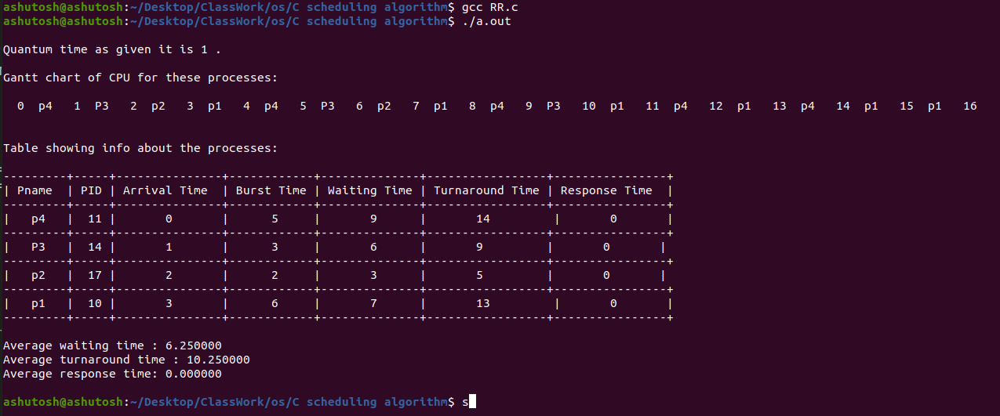 ashutosh@ashutosh:~/Desktop/ClassWork/os/C scheduling algorithm$ gcc RR.c
ashutosh@ashutosh:~/Desktop/ClassWork/os/C scheduling algorithm$ ./a.out
Quantum time as given it is 1 .
Gantt chart of CPU for these processes:
0 p4 1 P3 2 p2 3 p1 4 p4 5 P3 6 p2 7 p1 8 p4 9 P3 10 p1 11 p4 12 p1 13 p4 14 p1 15 p1 16
Table showing info about the processes:
---------+-----+---------------+------------+---------------+-----------------+----------------+
| Pname | PID | Arrival Time | Burst Time | Waiting Time | Turnaround Time | Response Time |
---------+-----+---------------+------------+---------------+-----------------+----------------+
| p4 | 11 | 0 | 5 | 9 | 14 | 0 |
---------+-----+---------------+------------+---------------+-----------------+----------------+
| P3 | 14 | 1 | 3 | 6 | 9 | 0 |
---------+-----+---------------+------------+---------------+-----------------+----------------+
| p2 | 17 | 2 | 2 | 3 | 5 | 0 |
---------+-----+---------------+------------+---------------+-----------------+----------------+
| p1 | 10 | 3 | 6 | 7 | 13 | 0 |
---------+-----+---------------+------------+---------------+-----------------+----------------+
Average waiting time : 6.250000
Average turnaround time : 10.250000
Average response time: 0.000000
ashutosh@ashutosh:~/Desktop/ClassWork/os/C scheduling algorithm$ s